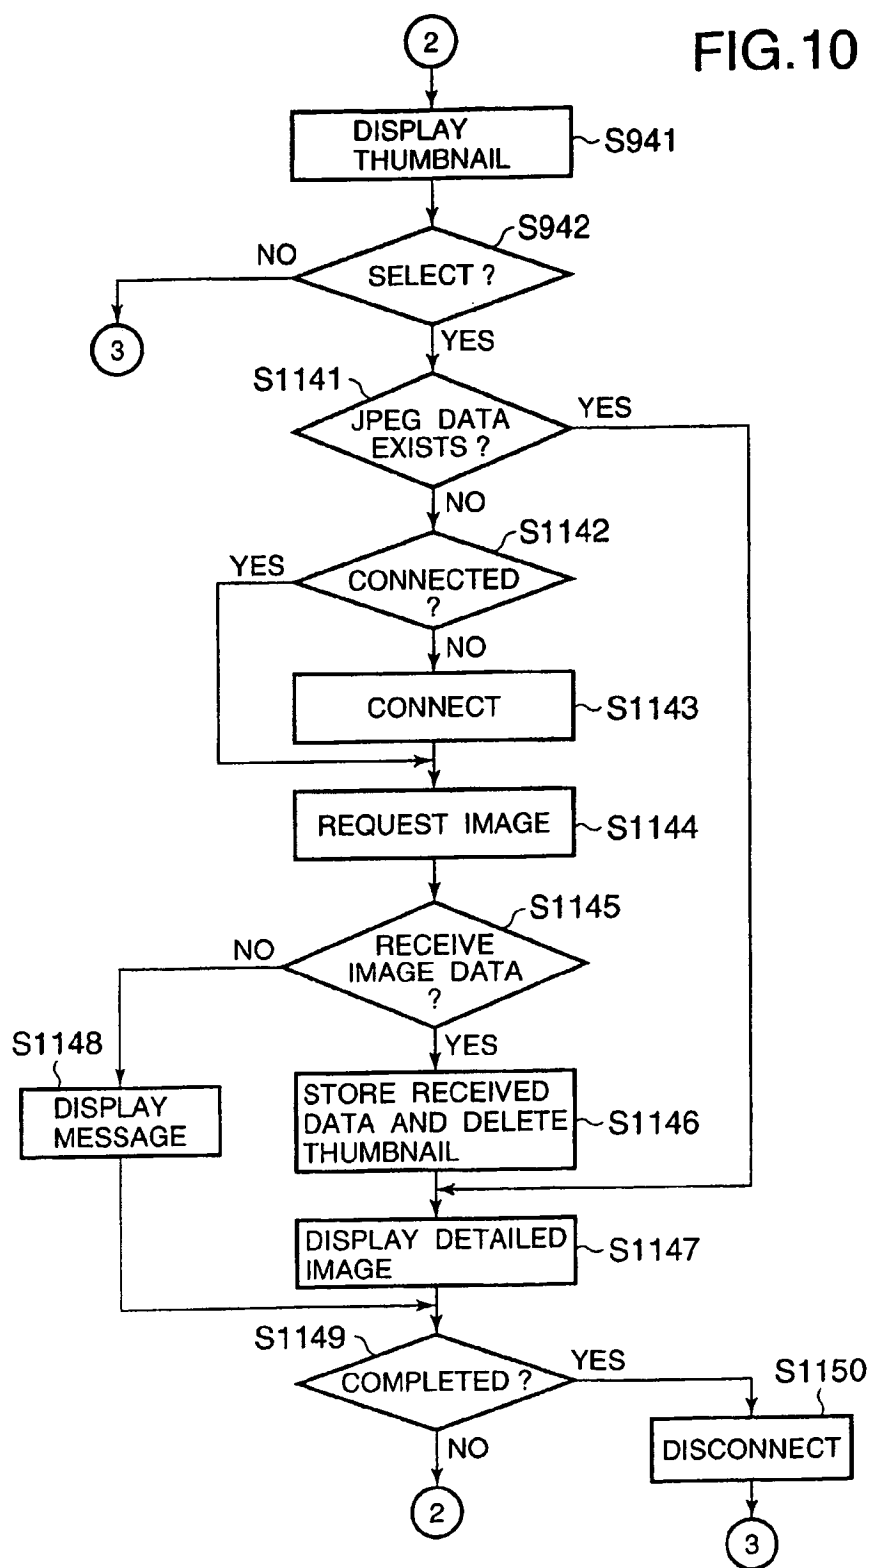 2
FIG.10
DISPLAY
THUMBNAIL
S941
S942
NO
SELECT ?
3
YES
S1141
JPEG DATA
EXISTS ?
YES
NO
S1142
YES
CONNECTED
?
NO
CONNECT
S1143
REQUEST IMAGE
S1144
S1145
NO
RECEIVE
IMAGE DATA
?
YES
S1148
DISPLAY
MESSAGE
STORE RECEIVED
DATA AND DELETE
THUMBNAIL
S1146
DISPLAY DETAILED
IMAGE
S1147
S1149
COMPLETED ?
YES
S1150
DISCONNECT
NO
2
3